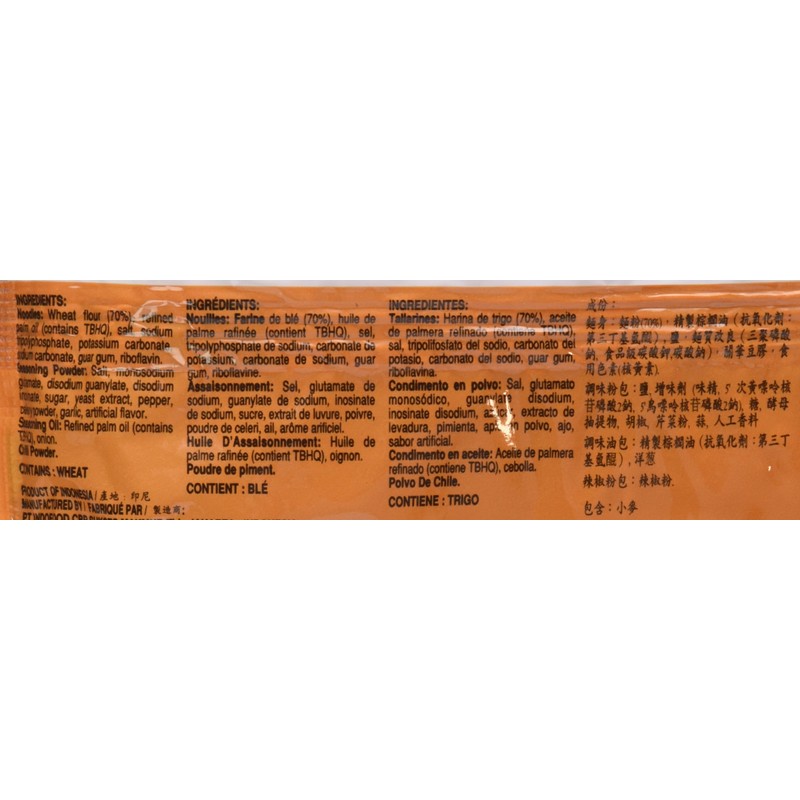 INGREDIENTS:
Noodles: Wheat flour (70%), refined
palm oil (contains TBHQ), salt, sodium
tripolyphosphate, potassium carbonate,
sodium carbonate, guar gum, riboflavin.
Seasoning Powder: Salt, monosodium
glutamate, disodium guanylate, disodium
inosinate, sugar, yeast extract, pepper,
celery powder, garlic, artificial flavor.
Seasoning Oil: Refined palm oil (contains
TBHQ), onion.
Chili Powder.
CONTAINS : WHEAT
PRODUCT OF INDONESIA / 產地 : 印尼
MANUFACTURED BY / FABRIQUÉ PAR / 製造商:
PT INDOFOOD CBP
INGRÉDIENTS:
Nouilles: Farine de blé (70%), huile de
palme rafinée (contient TBHQ), sel,
tripolyphosphate de sodium, carbonate de
potassium, carbonate de sodium, guar
gum, riboflavine.
Assaisonnement: Sel, glutamate de
sodium, guanylate de sodium, inosinate
de sodium, sucre, extrait de luvure, poivre,
poudre de celeri, ail, arôme artificiel.
Huile D'Assaisonnement: Huile de
palme rafinée (contient TBHQ), oignon.
Poudre de piment.
CONTIENT : BLÉ
INGREDIENTES:
Tallarines: Harina de trigo (70%), aceite
de palmera refinado (contiene TBHQ),
sal, tripolifostato del sodio, carbonato del
potasio, carbonato del sodio, guar gum,
riboflavina.
Condimento en polvo: Sal, glutamato
monosódico, guanylate disodium,
inosinate disodium, azúcar, extracto de
levadura, pimienta, apio en polvo, ajo,
sabor artificial.
Condimento en aceite: Aceite de palmera
refinado (contiene TBHQ), cebolla.
Polvo De Chile.
CONTIENE : TRIGO
成份 :
麵身 : 麵粉(70%), 精製棕櫚油 (抗氧化劑 :
第三丁基氫醌) , 鹽, 麵質改良 (三聚磷酸
鈉, 食品級碳酸鉀碳酸鈉) , 關華豆膠, 食
用色素(核黃素).
調味粉包 : 鹽, 增味劑 (味精, 5' 次黃嘌呤核
苷磷酸2鈉, 5'鳥嘌呤核苷磷酸2鈉), 糖, 酵母
抽提物, 胡椒, 芹菜粉, 蒜, 人工香料
調味油包 : 精製棕櫚油 (抗氧化劑 : 第三丁
基氫醌) , 洋葱
辣椒粉包 : 辣椒粉.
包含 : 小麥